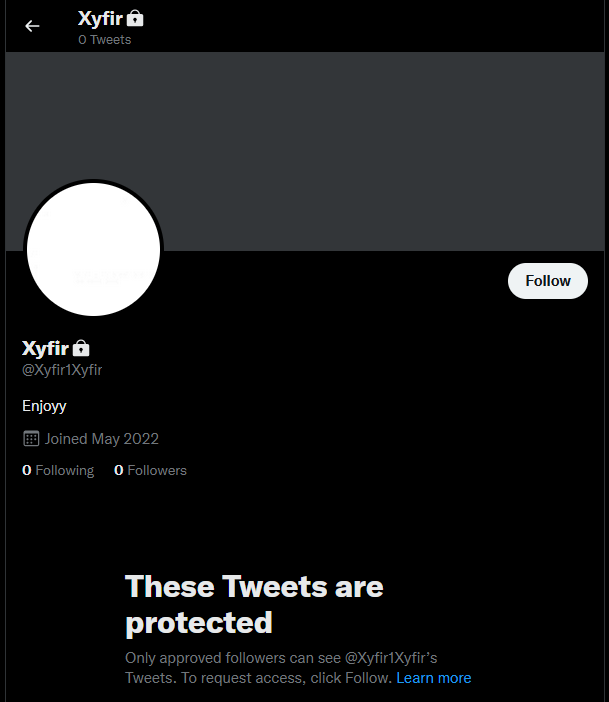 Xyfir
0 Tweets
Follow
Xyfir
@Xyfir1Xyfir
Enjoyy
Joined May 2022
0 Following 0 Followers
These Tweets are
protected
Only approved followers can see @Xyfir1Xyfir’s
Tweets. To request access, click Follow. Learn more